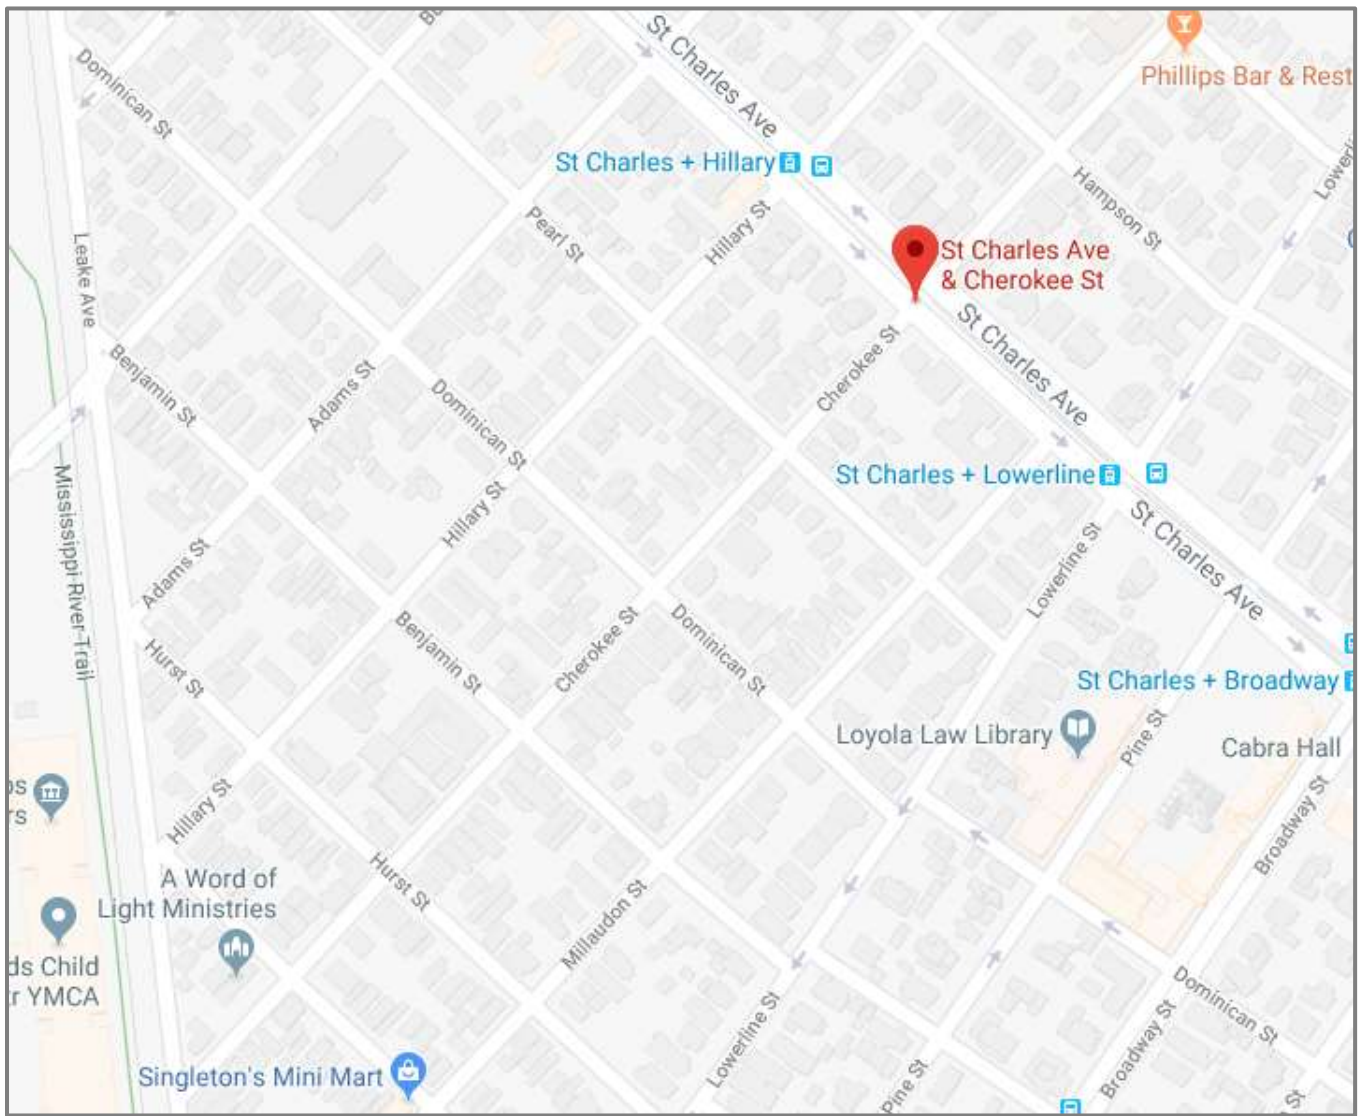 St Charles Ave
Phillips Bar & Rest
Dominican St
St Charles + Hillary
Hampson St
Pearl St
Hillary St
Leake Ave
St Charles Ave
& Cherokee St
St Charles Ave
Cherokee St
Benjamin St
Adams St
Dominican St
St Charles + Lowerline
Mississippi River Trail
Hillary St
St Charles Ave
Lowerline St
Adams St
Benjamin St
Cherokee St
Dominican St
Hurst St
St Charles + Broadway
Loyola Law Library
Pine St
Cabra Hall
Hillary St
Broadway St
Hurst St
A Word of
Light Ministries
Millaudon St
ds Child
r YMCA
Dominican St
Lowerline St
Broadway St
Singleton's Mini Mart
Pine St
St